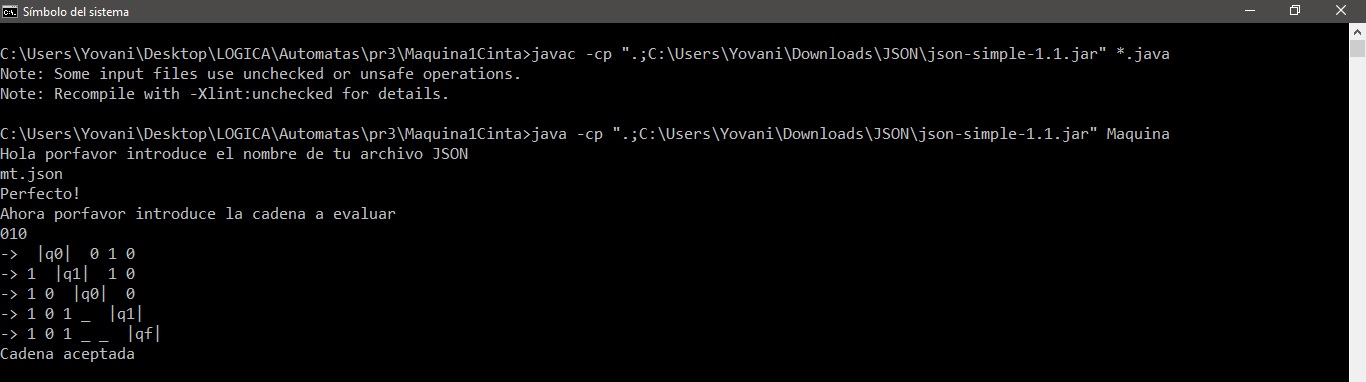 Símbolo del sistema
C:\Users\Yovani\Desktop\LOGICA\Automatas\pr3\Maquina1Cinta>javac -cp ".;C:\Users\Yovani\Downloads\JSON\json-simple-1.1.jar" *.java
Note: Some input files use unchecked or unsafe operations.
Note: Recompile with -Xlint:unchecked for details.
C:\Users\Yovani\Desktop\LOGICA\Automatas\pr3\Maquina1Cinta>java -cp ".;C:\Users\Yovani\Downloads\JSON\json-simple-1.1.jar" Maquina
Hola porfavor introduce el nombre de tu archivo JSON
mt.json
Perfecto!
Ahora porfavor introduce la cadena a evaluar
010
->  |q0|  0 1 0
-> 1  |q1|  1 0
-> 1 0  |q0|  0
-> 1 0 1 _  |q1|
-> 1 0 1 _ _  |qf|
Cadena aceptada